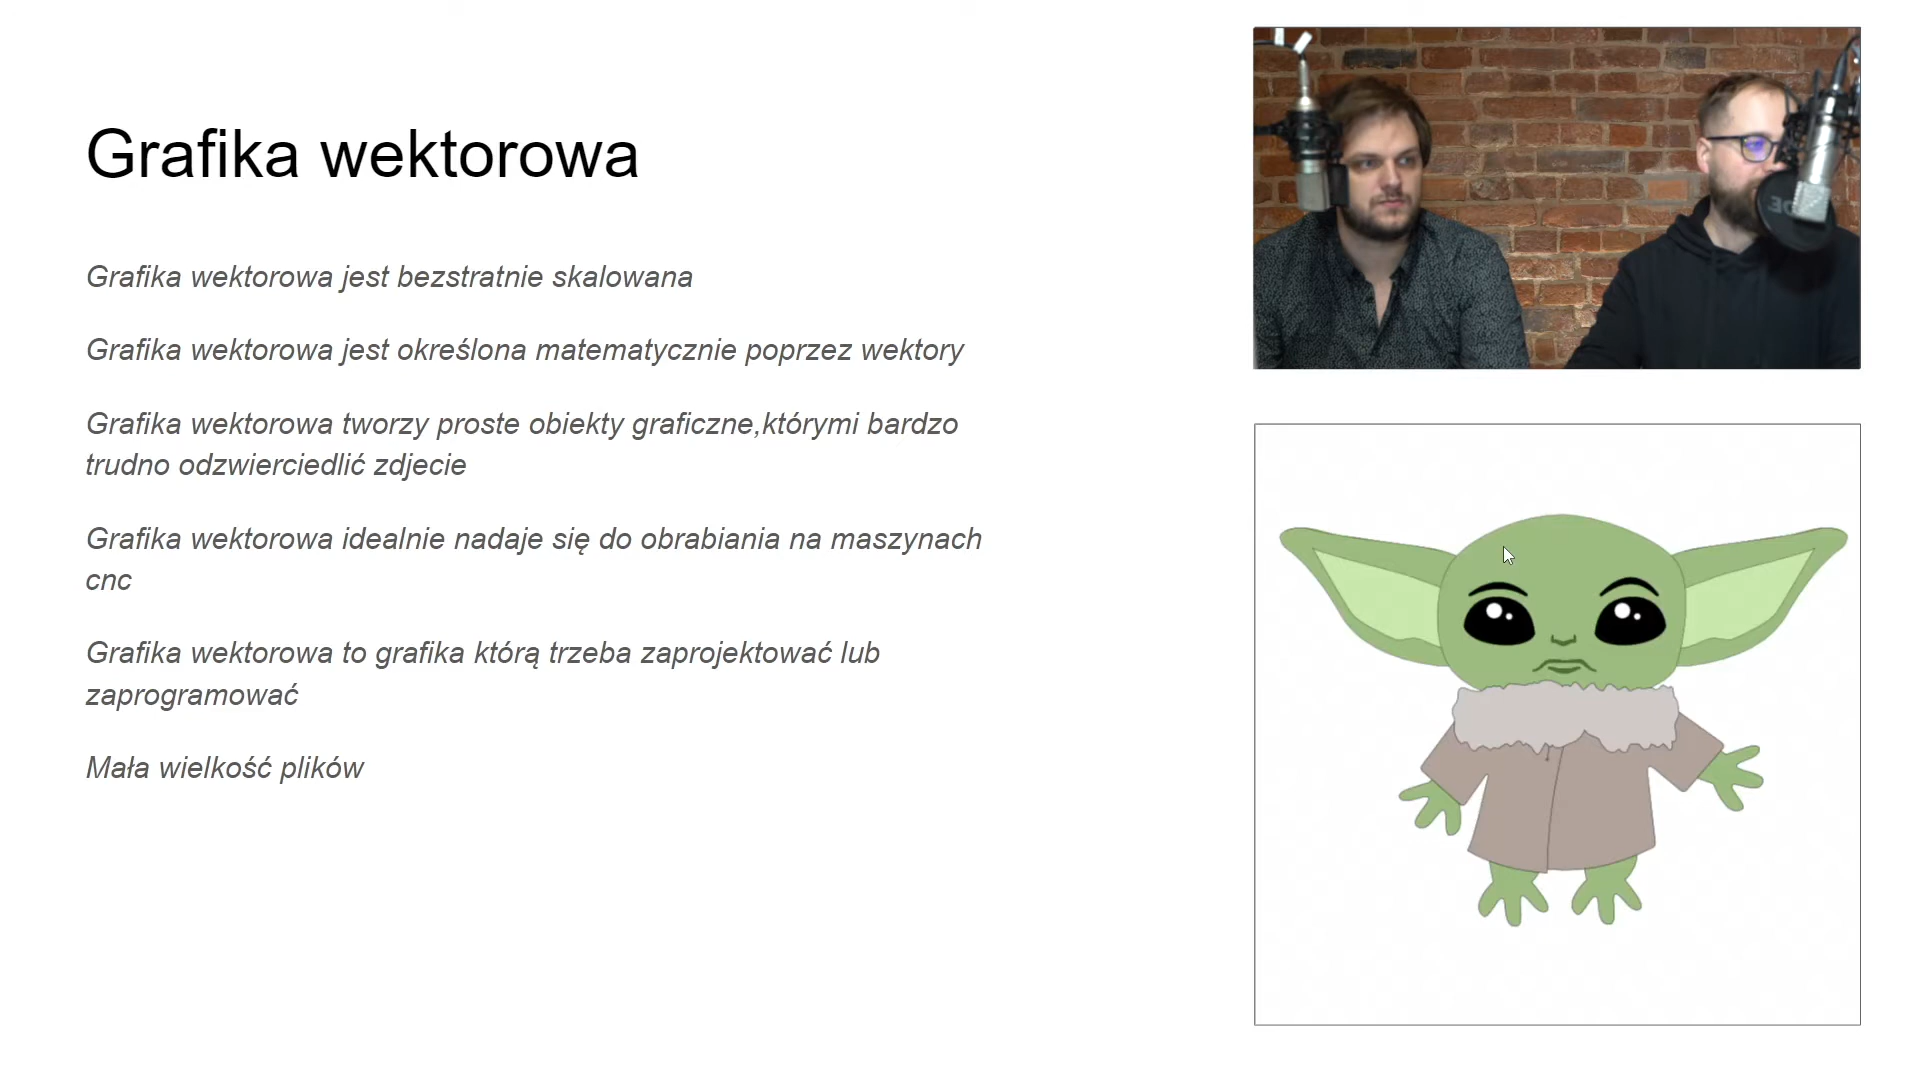 Grafika wektorowa
Grafika wektorowa jest bezstratnie skalowana
Grafika wektorowa jest określona matematycznie poprzez wektory
Grafika wektorowa tworzy proste obiekty graficzne,którymi bardzo
trudno odzwierciedlić zdjecie
Grafika wektorowa idealnie nadaje się do obrabiania na maszynach
cnc
Grafika wektorowa to grafika którą trzeba zaprojektować lub
zaprogramować
Mała wielkość plików